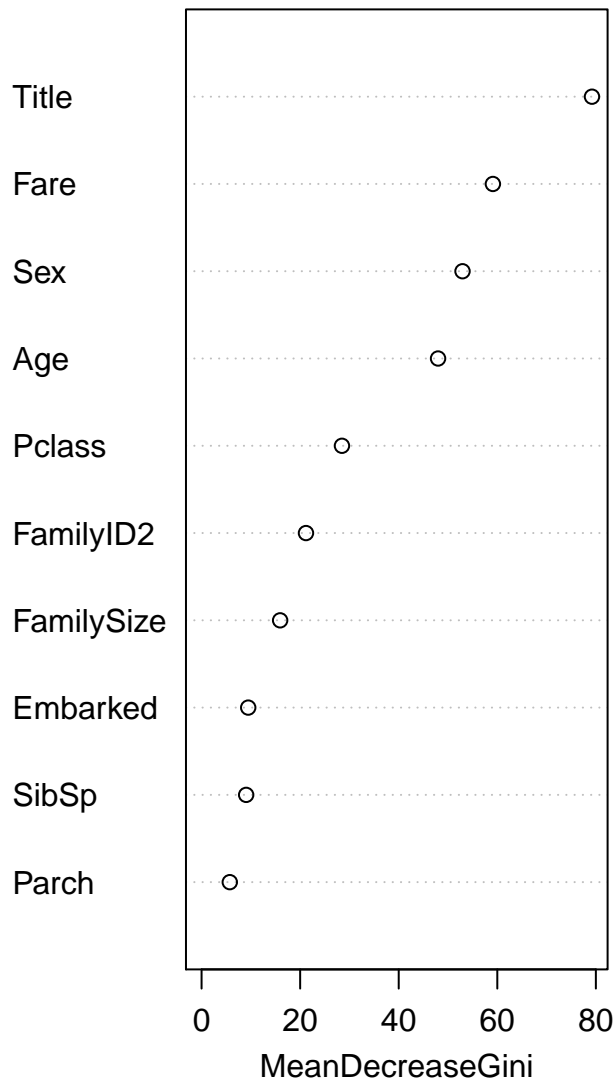 Title
Fare
Sex
Age
Pclass
FamilyID2
FamilySize
Embarked
SibSp
Parch
0 20 40 60 80
MeanDecreaseGini